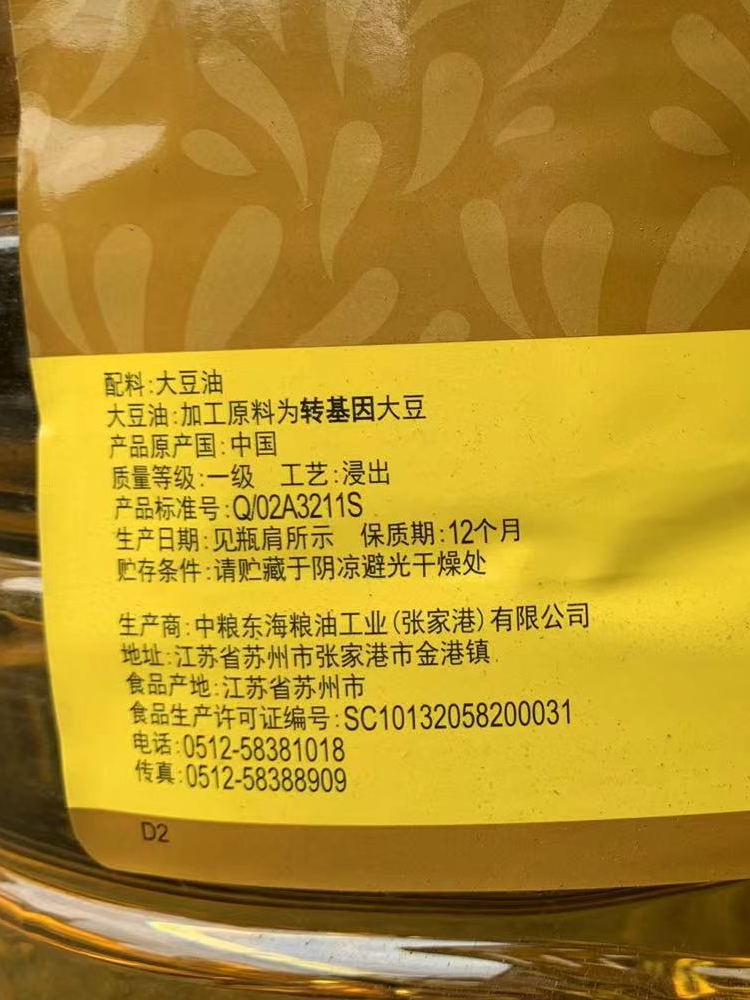 配料:大豆油
大豆油:加工原料为转基因大豆
产品原产国:中国
质量等级:一级 工艺:浸出
产品标准号:Q/02A3211S
生产日期:见瓶肩所示 保质期:12个月
贮存条件:请贮藏于阴凉避光干燥处
生产商:中粮东海粮油工业(张家港)有限公司
地址:江苏省苏州市张家港市金港镇
食品产地:江苏省苏州市
食品生产许可证编号:SC10132058200031
电话:0512-58381018
传真:0512-58388909
D2